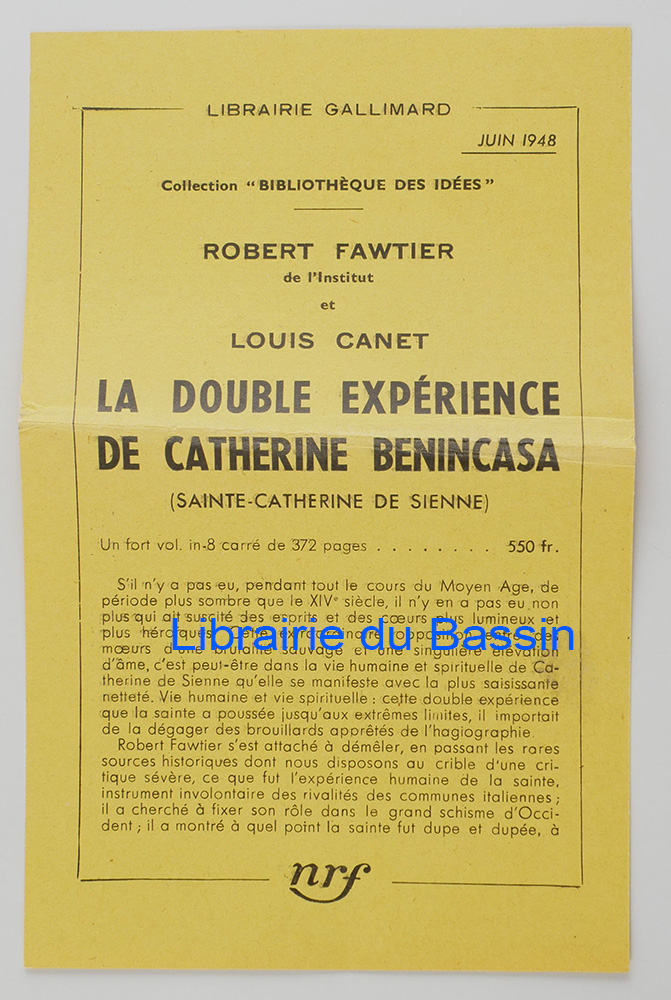 LIBRAIRIE GALLIMARD
JUIN 1948
Collection "BIBLIOTHÈQUE DES IDÉES"
ROBERT FAWTIER
de l'Institut
et
LOUIS CANET
LA DOUBLE EXPÉRIENCE
DE CATHERINE BENINCASA
(SAINTE-CATHERINE DE SIENNE)
Un fort vol. in-8 carré de 372 pages . . . . . . . . 550 fr.
S'il n'y a pas eu, pendant tout le cours du Moyen Age, de
période plus sombre que le XIVe siècle, il n'y en a pas eu non
plus qui ait suscité des esprits et des cœurs plus lumineux et
plus héroïques. Cette extraordinaire opposition entre des
Librairie du Bassin
mœurs d'une brutalité sauvage et une singulière élévation
d'âme, c'est peut-être dans la vie humaine et spirituelle de Ca-
therine de Sienne qu'elle se manifeste avec la plus saisissante
netteté. Vie humaine et vie spirituelle : cette double expérience
que la sainte a poussée jusqu'aux extrêmes limites, il importait
de la dégager des brouillards apprêtés de l'hagiographie.
Robert Fawtier s'est attaché à démêler, en passant les rares
sources historiques dont nous disposons au crible d'une cri-
tique sévère, ce que fut l'expérience humaine de la sainte,
instrument involontaire des rivalités des communes italiennes ;
il a cherché à fixer son rôle dans le grand schisme d'Occi-
dent ; il a montré à quel point la sainte fut dupe et dupée, à
nrf